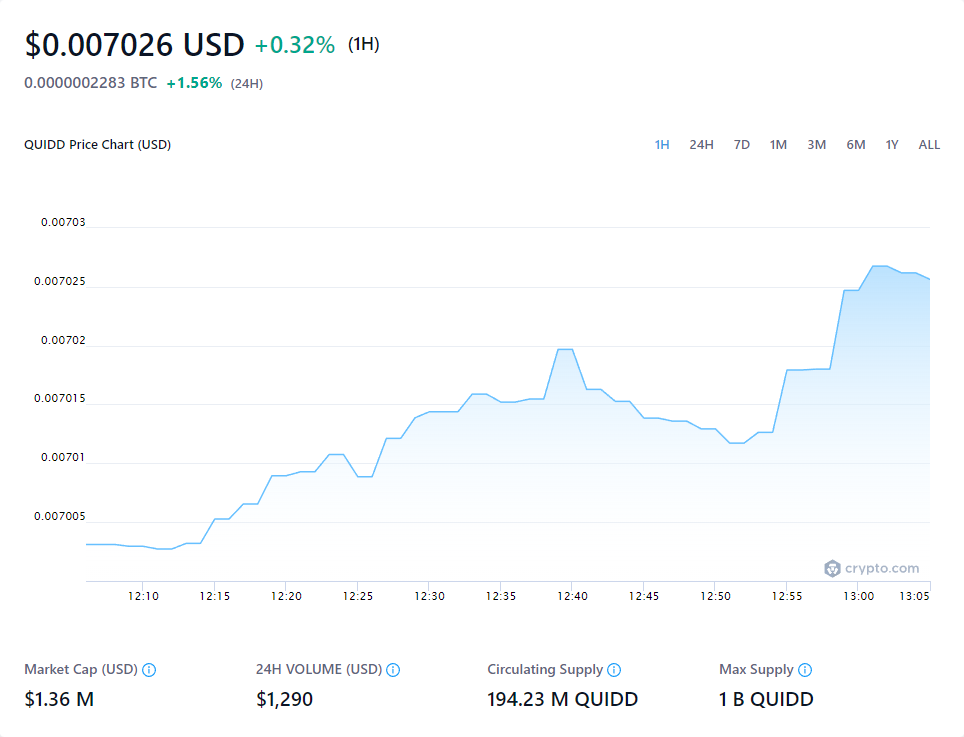 $0.007026 USD +0.32% (1H)
0.0000002283 BTC +1.56% (24H)
QUIDD Price Chart (USD) 1H 24H 7D 1M 3M 6M 1Y ALL
0.00703
0.007025
0.00702
0.007015
0.00701
0.007005
crypto.com
12:10 12:15 12:20 12:25 12:30 12:35 12:40 12:45 12:50 12:55 13:00 13:05
Market Cap (USD) 24H VOLUME (USD) Circulating Supply Max Supply
$1.36 M $1,290 194.23 M QUIDD 1 B QUIDD